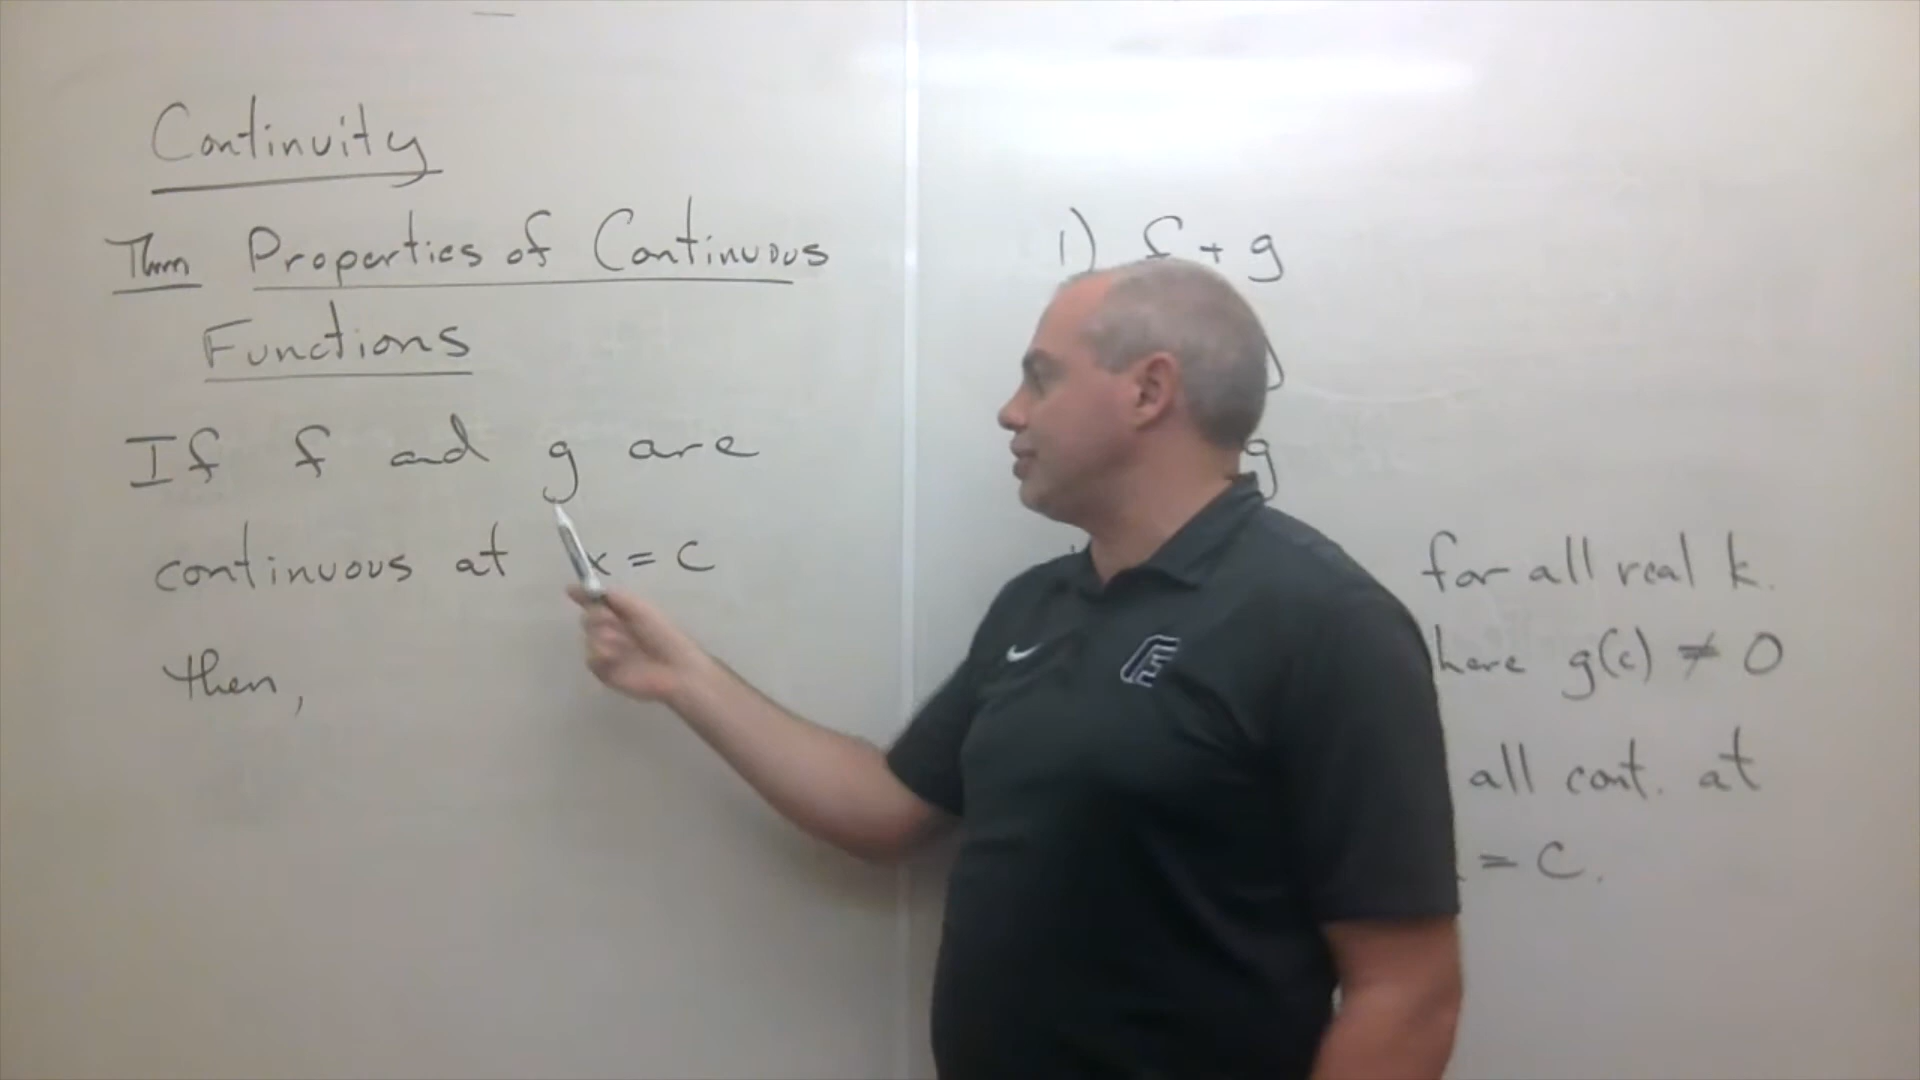 Continuity
Thm Properties of Continuous
Functions
If f and g are
continuous at x = c
then,
1) f + g
g
g
for all real k.
here g(c) ≠ 0
all cont. at
= c.